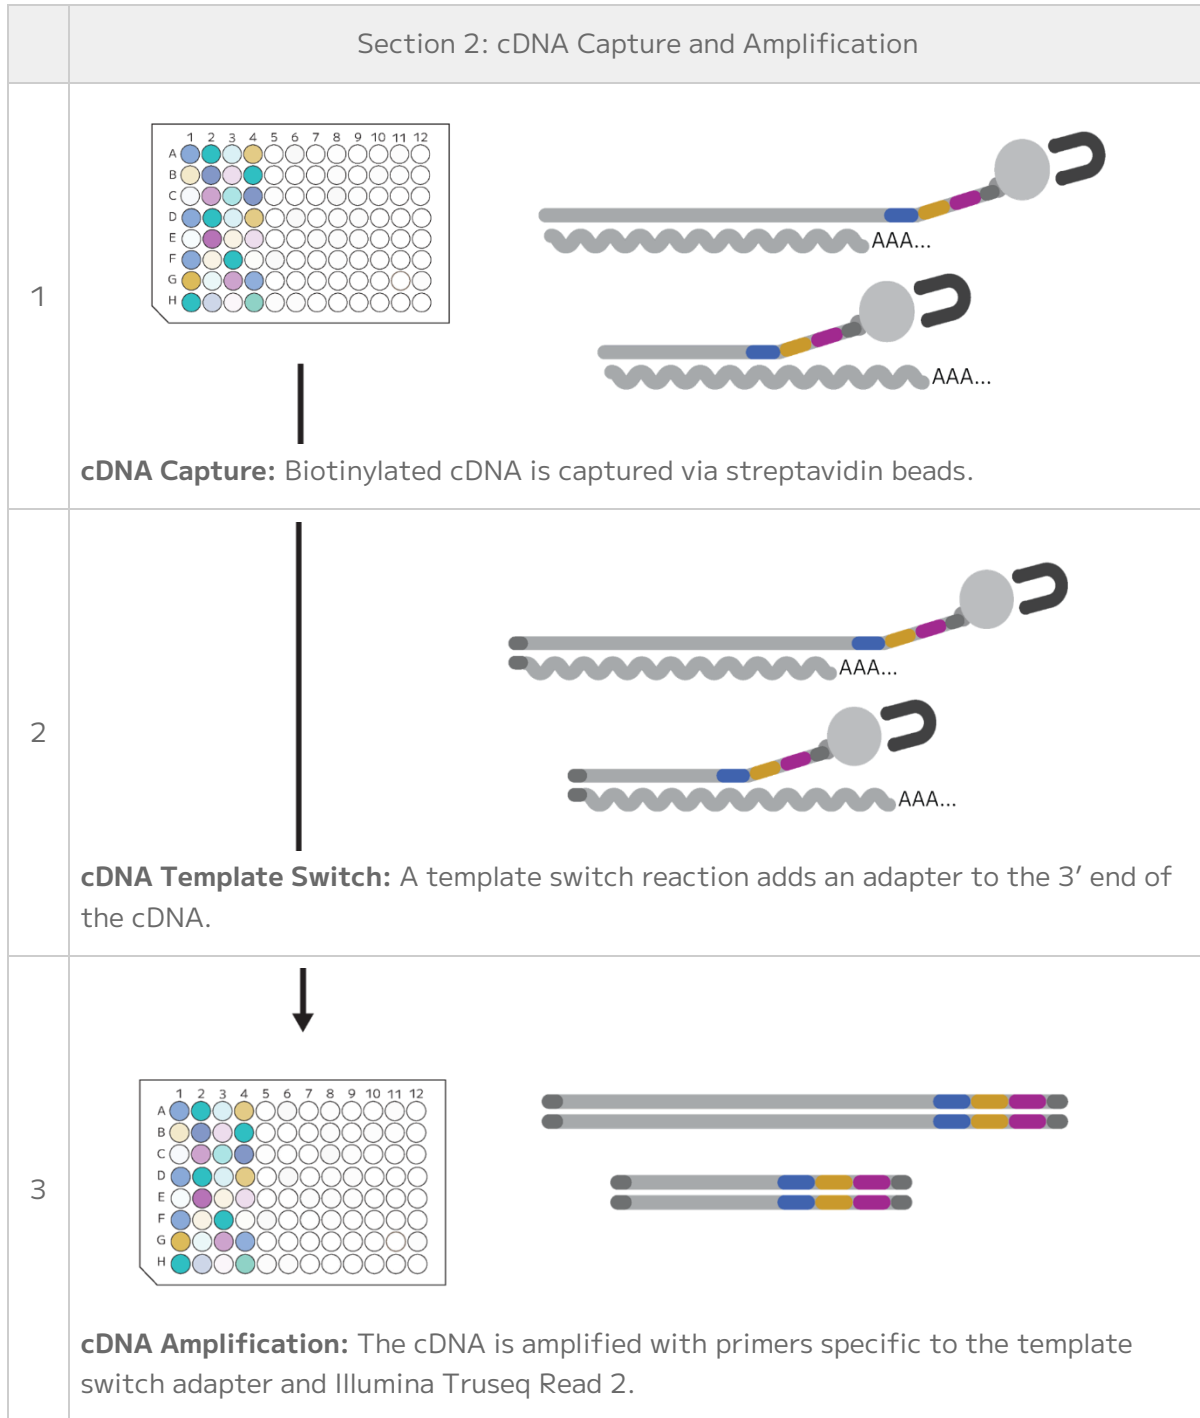 Section 2: cDNA Capture and Amplification
1 2 3 4 5 6 7 8 9 10 11 12
A
B
C
D
E
F
G
H
AAA...
AAA...
1
cDNA Capture: Biotinylated cDNA is captured via streptavidin beads.
AAA...
AAA...
2
cDNA Template Switch: A template switch reaction adds an adapter to the 3′ end of
the cDNA.
1 2 3 4 5 6 7 8 9 10 11 12
A
B
C
D
E
F
G
H
3
cDNA Amplification: The cDNA is amplified with primers specific to the template
switch adapter and Illumina Truseq Read 2.